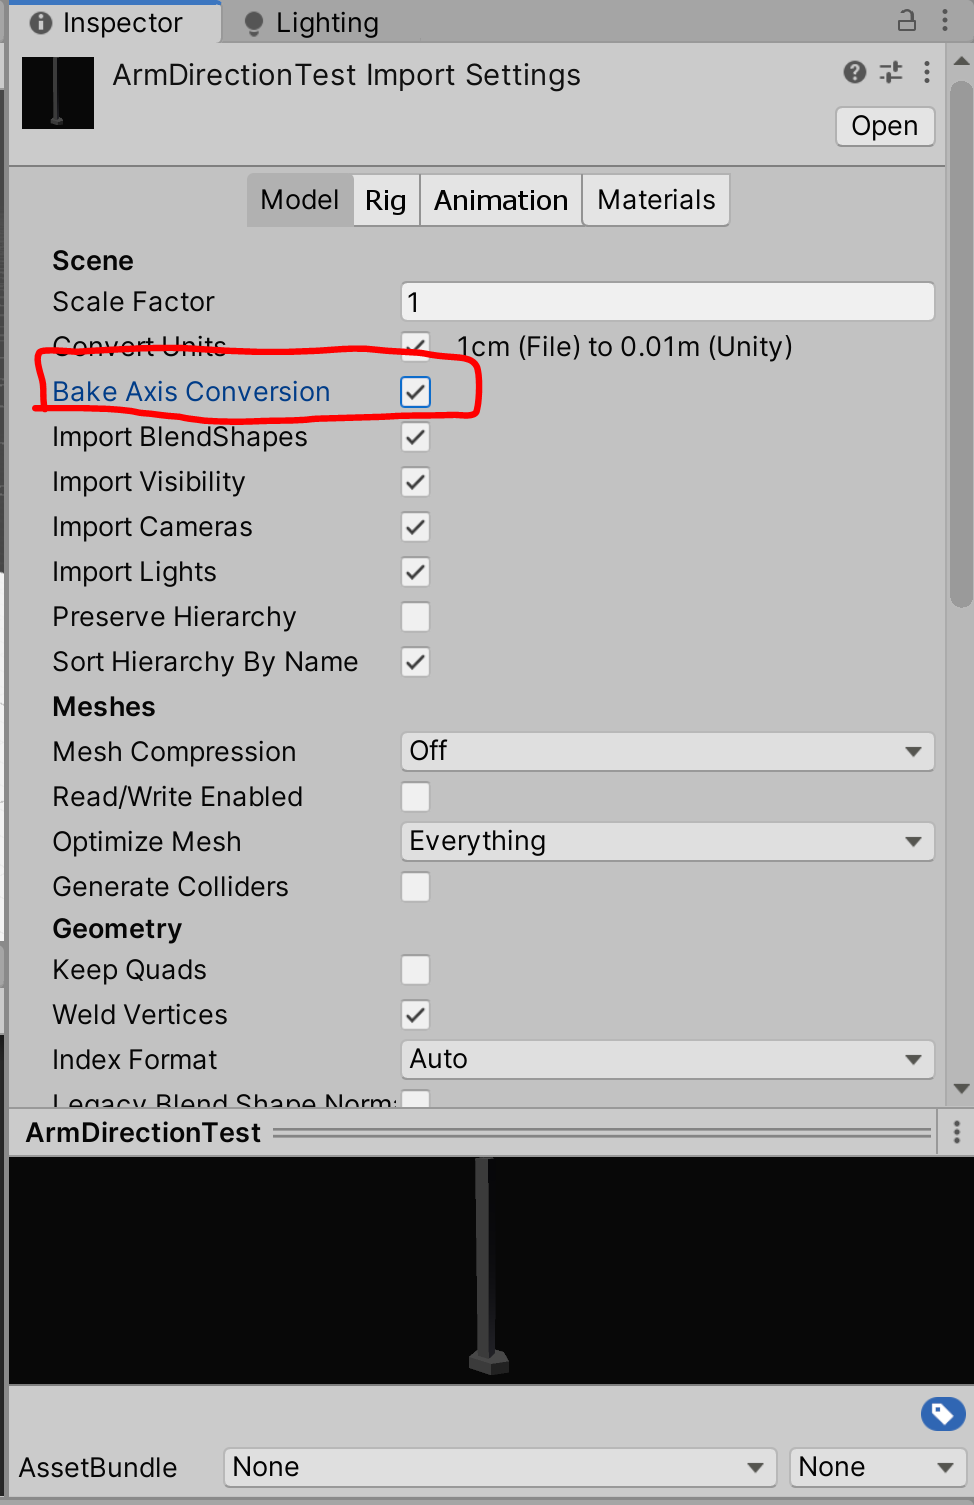 Inspector
Lighting
ArmDirectionTest Import Settings
Open
Model
Rig
Animation
Materials
Scene
Scale Factor
1
Convert Units
1cm (File) to 0.01m (Unity)
Bake Axis Conversion
Import BlendShapes
Import Visibility
Import Cameras
Import Lights
Preserve Hierarchy
Sort Hierarchy By Name
Meshes
Mesh Compression
Off
Read/Write Enabled
Optimize Mesh
Everything
Generate Colliders
Geometry
Keep Quads
Weld Vertices
Index Format
Auto
Legacy Blend Shape Norma
ArmDirectionTest
AssetBundle
None
None